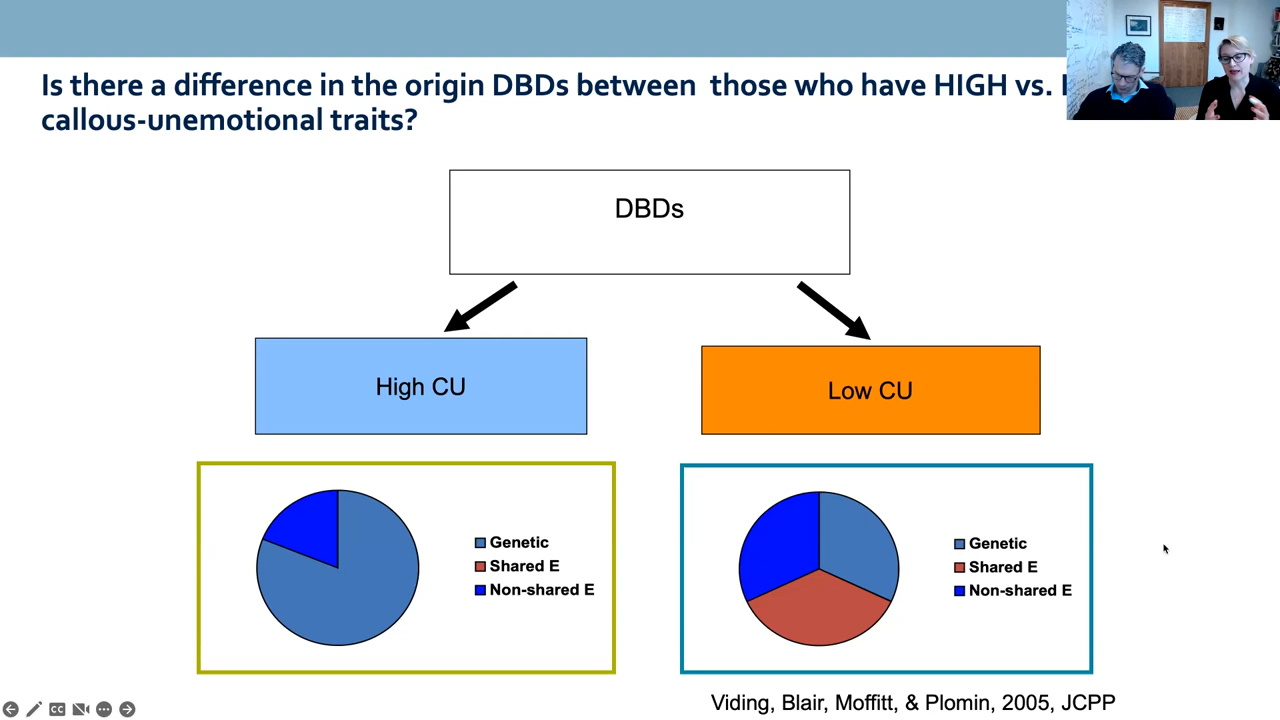 Is there a difference in the origin DBDs between those who have HIGH vs.
callous-unemotional traits?
DBDs
High CU
Low CU
Genetic
Shared E
Non-shared E
Genetic
Shared E
Non-shared E
Viding, Blair, Moffitt, & Plomin, 2005, JCPP
CC